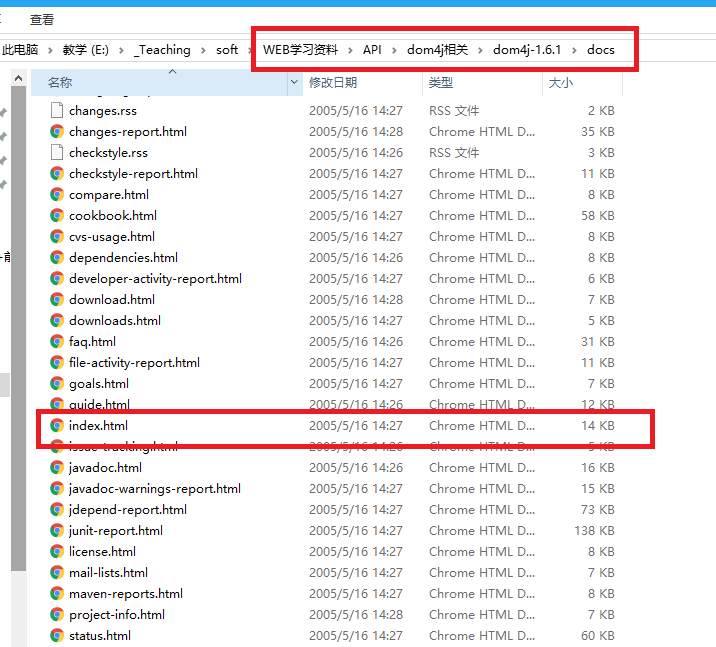 查看
此电脑 > 教学 (E:) > _Teaching > soft > WEB学习资料 > API > dom4j相关 > dom4j-1.6.1 > docs
名称 修改日期 类型 大小
changes.rss 2005/5/16 14:27 RSS 文件 2 KB
changes-report.html 2005/5/16 14:28 Chrome HTML D... 35 KB
checkstyle.rss 2005/5/16 14:26 RSS 文件 3 KB
checkstyle-report.html 2005/5/16 14:27 Chrome HTML D... 11 KB
compare.html 2005/5/16 14:27 Chrome HTML D... 8 KB
cookbook.html 2005/5/16 14:27 Chrome HTML D... 58 KB
cvs-usage.html 2005/5/16 14:27 Chrome HTML D... 8 KB
dependencies.html 2005/5/16 14:26 Chrome HTML D... 8 KB
developer-activity-report.html 2005/5/16 14:27 Chrome HTML D... 6 KB
download.html 2005/5/16 14:28 Chrome HTML D... 7 KB
downloads.html 2005/5/16 14:27 Chrome HTML D... 5 KB
faq.html 2005/5/16 14:26 Chrome HTML D... 31 KB
file-activity-report.html 2005/5/16 14:27 Chrome HTML D... 11 KB
goals.html 2005/5/16 14:27 Chrome HTML D... 7 KB
guide.html 2005/5/16 14:26 Chrome HTML D... 12 KB
index.html 2005/5/16 14:27 Chrome HTML D... 14 KB
issue-tracking.html 2005/5/16 14:26 Chrome HTML D... 5 KB
javadoc.html 2005/5/16 14:26 Chrome HTML D... 16 KB
javadoc-warnings-report.html 2005/5/16 14:27 Chrome HTML D... 15 KB
jdepend-report.html 2005/5/16 14:27 Chrome HTML D... 73 KB
junit-report.html 2005/5/16 14:27 Chrome HTML D... 138 KB
license.html 2005/5/16 14:27 Chrome HTML D... 8 KB
mail-lists.html 2005/5/16 14:27 Chrome HTML D... 7 KB
maven-reports.html 2005/5/16 14:27 Chrome HTML D... 8 KB
project-info.html 2005/5/16 14:28 Chrome HTML D... 7 KB
status.html 2005/5/16 14:27 Chrome HTML D... 60 KB